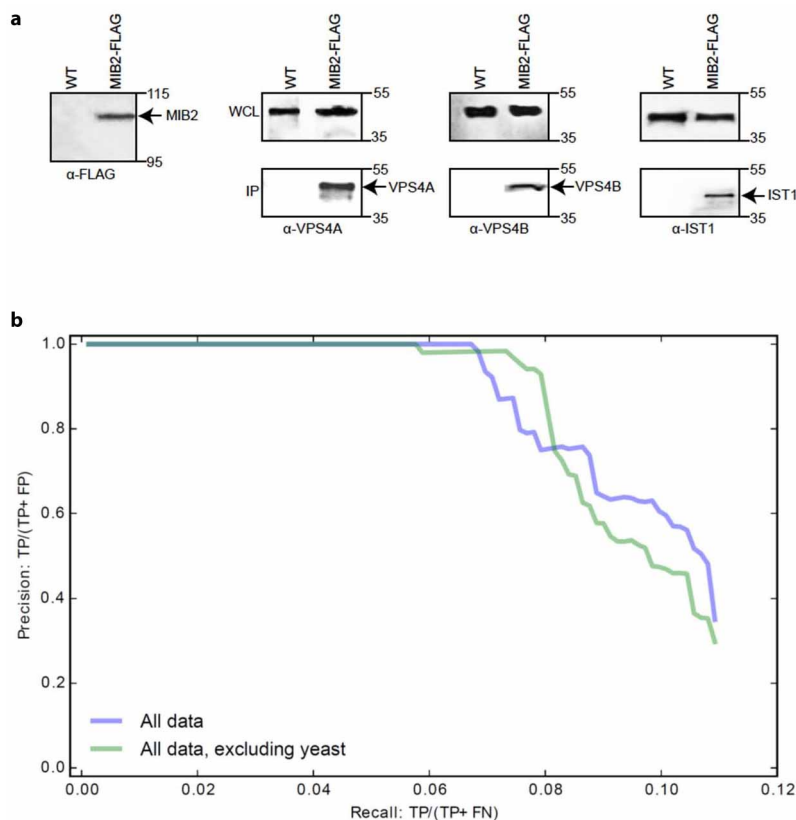 a
WT MIB2-FLAG WT MIB2-FLAG WT MIB2-FLAG WT MIB2-FLAG
115 WCL 55 55 55
MIB2
95 35 35 35
α-FLAG 55 55 55
IP VPS4A VPS4B IST1
35 35 35
α-VPS4A α-VPS4B α-IST1
b
1.0
0.8
0.6
0.4
0.2
0.0
Precision: TP/(TP+ FP)
All data
All data, excluding yeast
0.00 0.02 0.04 0.06 0.08 0.10 0.12
Recall: TP/(TP+ FN)